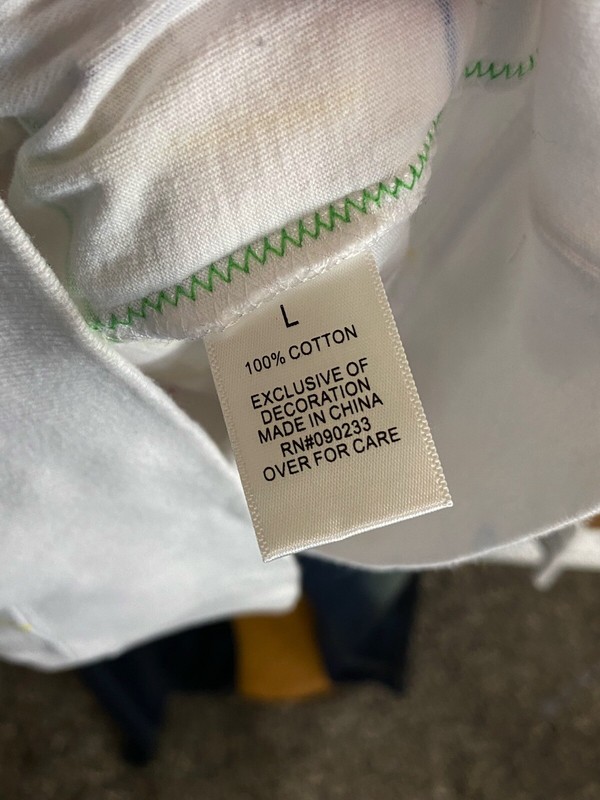 L
100% COTTON
EXCLUSIVE OF
DECORATION
MADE IN CHINA
RN#090233
OVER FOR CARE